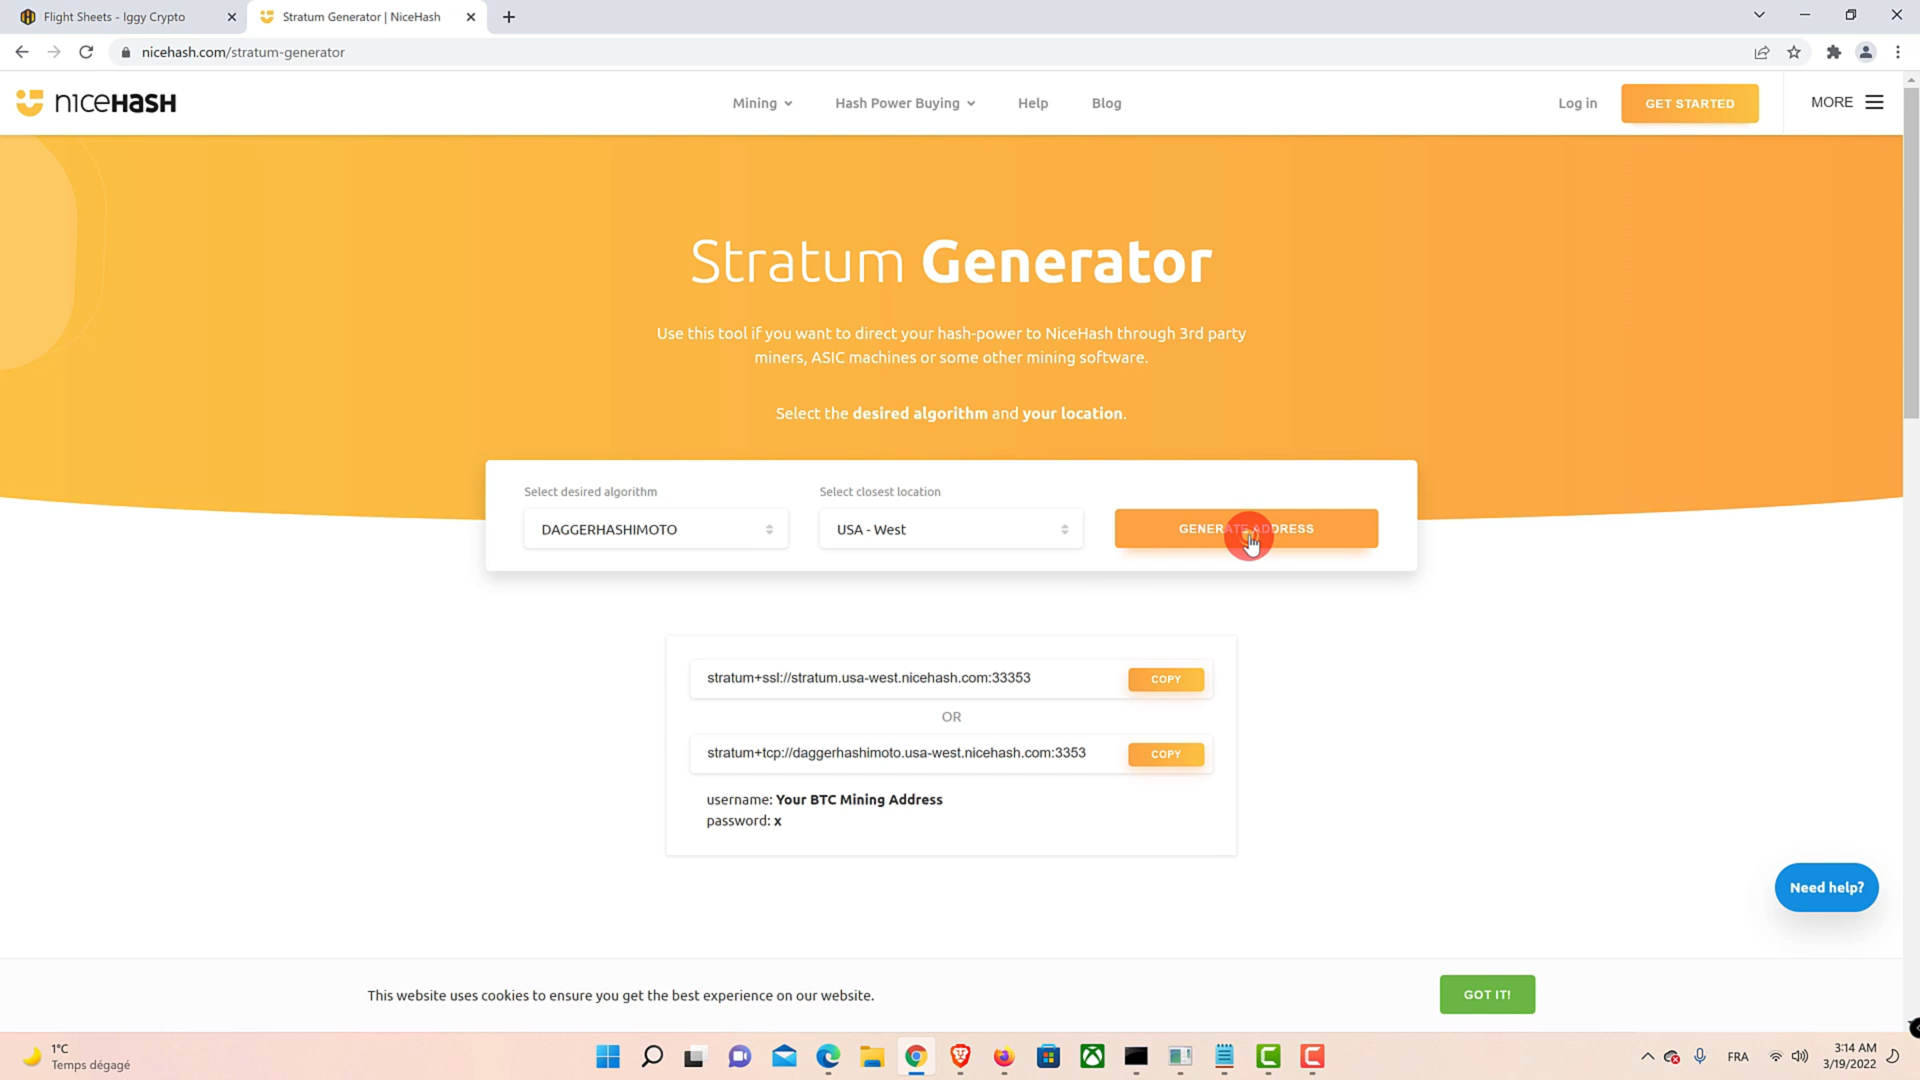 Flight Sheets - Iggy Crypto
Stratum Generator | NiceHash
nicehash.com/stratum-generator
nıceHASH
Mining
Hash Power Buying
Help
Blog
Log in
GET STARTED
MORE
Stratum Generator
Use this tool if you want to direct your hash-power to NiceHash through 3rd party
miners, ASIC machines or some other mining software.
Select the desired algorithm and your location.
Select desired algorithm
Select closest location
DAGGERHASHIMOTO
USA - West
GENERATE ADDRESS
stratum+ssl://stratum.usa-west.nicehash.com:33353
COPY
OR
stratum+tcp://daggerhashimoto.usa-west.nicehash.com:3353
COPY
username: Your BTC Mining Address
password: x
Need help?
This website uses cookies to ensure you get the best experience on our website.
GOT IT!
1°C
Temps dégagé
FRA
3:14 AM
3/19/2022